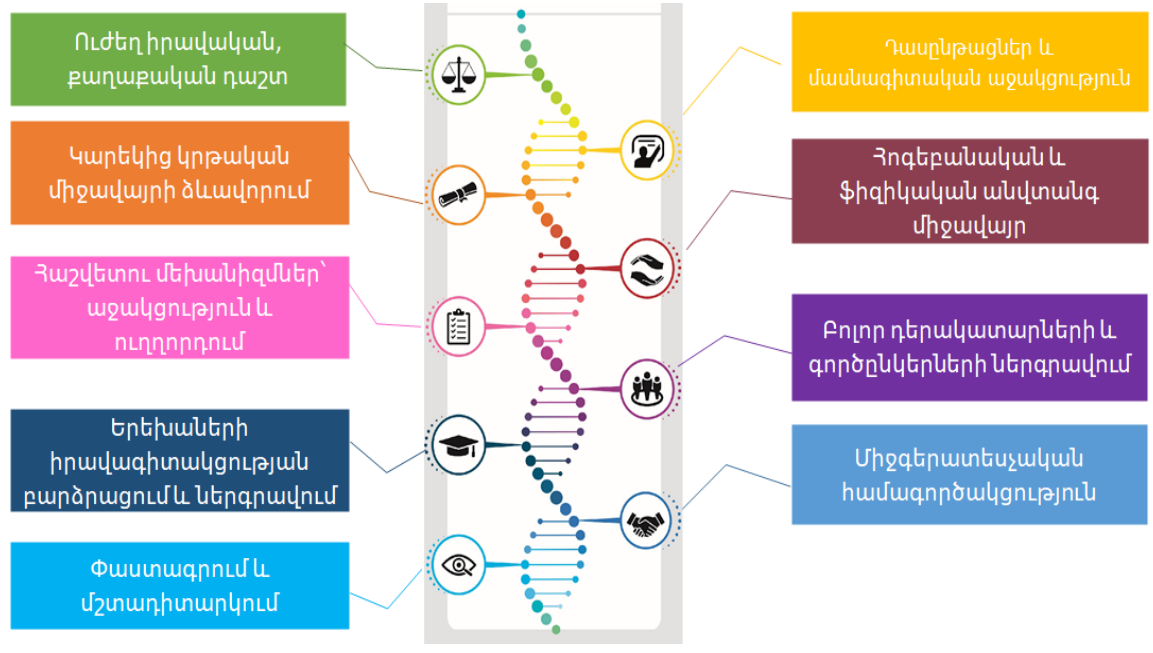 Ուժեղ իրավական,
քաղաքական դաշտ
Կարեկից կրթական
միջավայրի ձևավորում
Հաշվետու մեխանիզմներ՝
աջակցություն և
ուղղորդում
Երեխաների
իրավագիտակցության
բարձրացում և ներգրավում
Փաստագրում և
մշտադիտարկում
Դասընթացներ և
մասնագիտական աջակցություն
Հոգեբանական և
ֆիզիկական անվտանգ
միջավայր
Բոլոր դերակատարների և
գործընկերների ներգրավում
Միջգերատեսչական
համագործակցություն